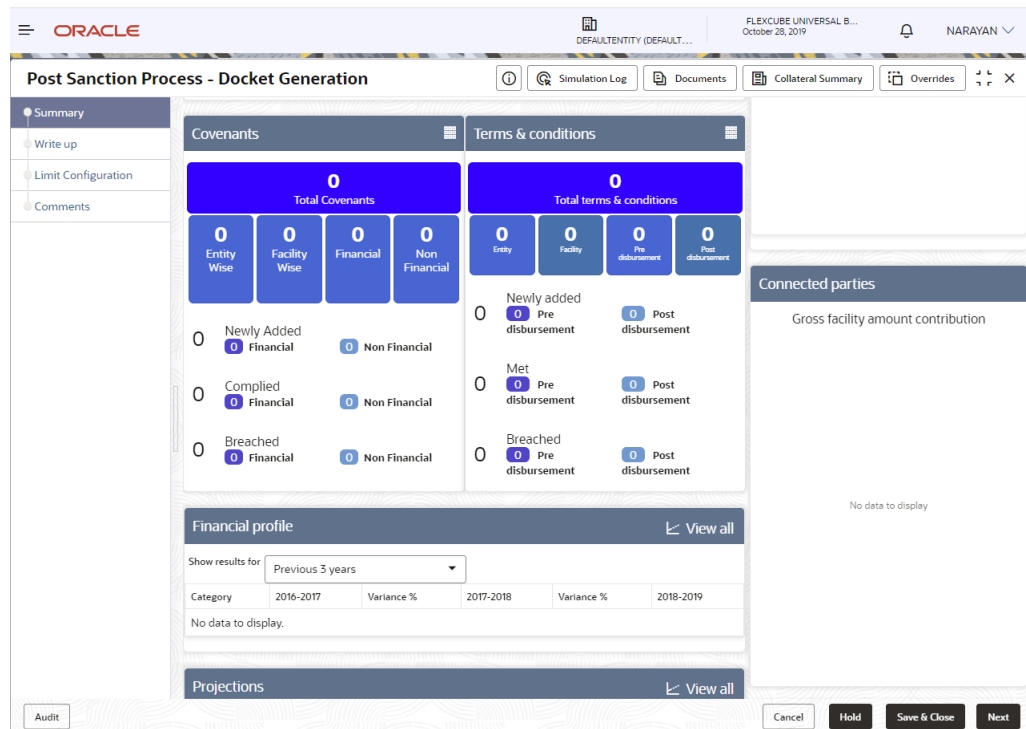 ORACLE
DEFAULTENTITY (DEFAULT...
FLEXCUBE UNIVERSAL B...
October 28, 2019
NARAYAN
Post Sanction Process - Docket Generation
Simulation Log
Documents
Collateral Summary
Overrides
Summary
Write up
Limit Configuration
Comments
Covenants
0
Total Covenants
0
Entity
Wise
0
Facility
Wise
0
Financial
0
Non
Financial
0
Newly Added
0 Financial
0 Non Financial
0
Complied
0 Financial
0 Non Financial
0
Breached
0 Financial
0 Non Financial
Terms & conditions
0
Total terms & conditions
0
Entity
0
Facility
0
Pre
disbursement
0
Post
disbursement
0
Newly added
0 Pre
disbursement
0 Post
disbursement
0
Met
0 Pre
disbursement
0 Post
disbursement
0
Breached
0 Pre
disbursement
0 Post
disbursement
Connected parties
Gross facility amount contribution
No data to display
Financial profile
View all
Show results for
Previous 3 years
Category 2016-2017 Variance % 2017-2018 Variance % 2018-2019
No data to display.
Projections
View all
Audit
Cancel
Hold
Save & Close
Next